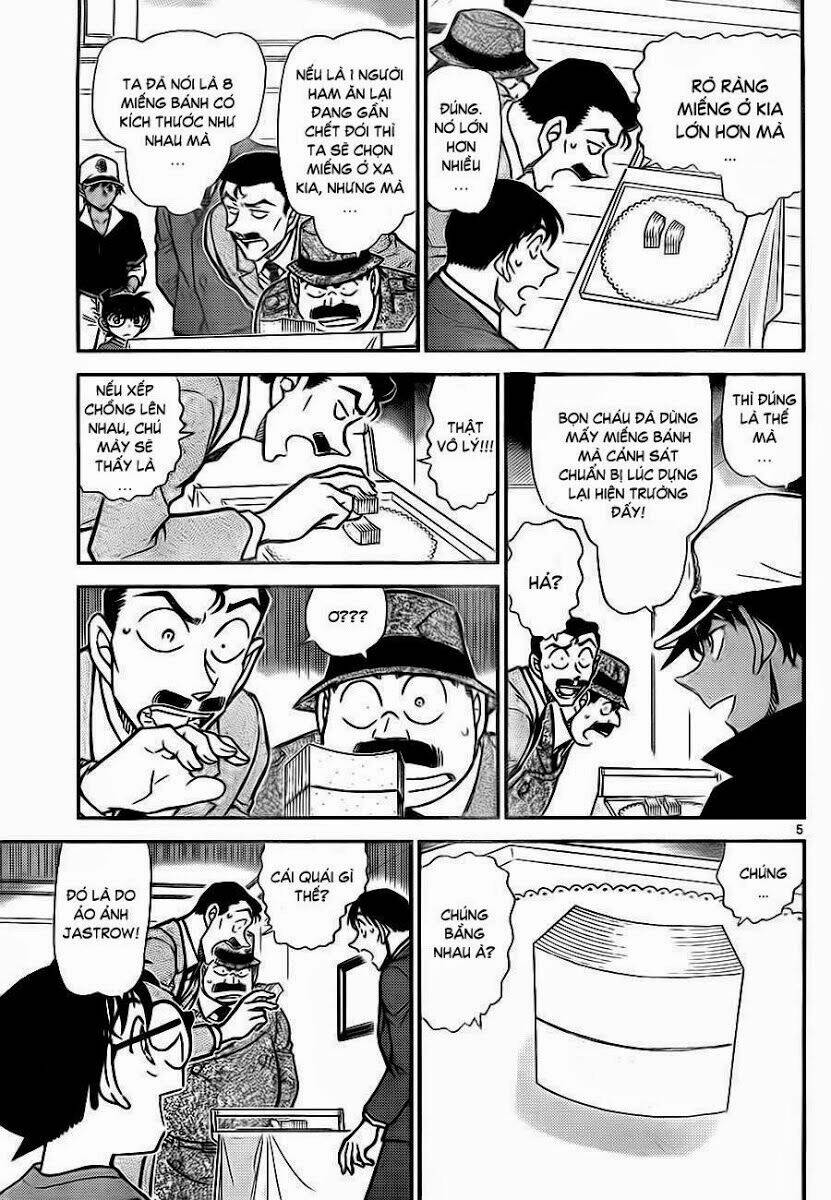 RÕ RÀNG
MIẾNG Ở KIA
LỚN HƠN MÀ
...
ĐÚNG.
NÓ LỚN
HƠN
NHIỀU
NẾU LÀ 1 NGƯỜI
HAM ĂN LẠI
ĐANG GẦN
CHẾT ĐÓI THÌ
TA SẼ CHỌN
MIẾNG Ở XA
KIA, NHƯNG MÀ
...
TA ĐÃ NÓI LÀ 8
MIẾNG BÁNH CÓ
KÍCH THƯỚC NHƯ
NHAU MÀ
...
THÌ ĐÚNG
LÀ THẾ
MÀ
...
BỌN CHÁU ĐÃ DÙNG
MẤY MIẾNG BÁNH
MÀ CẢNH SÁT
CHUẨN BỊ LÚC DỰNG
LẠI HIỆN TRƯỜNG
ĐẤY!
HẢ?
THẬT
VÔ LÝ!!!
NẾU XẾP
CHỒNG LÊN
NHAU, CHÚ
MÀY SẼ
THẤY LÀ
...
Ơ???
5
CHÚNG
...
CHÚNG
BẰNG
NHAU À?
CÁI QUÁI GÌ
THẾ?
ĐÓ LÀ DO
ẢO ẢNH
JASTROW!